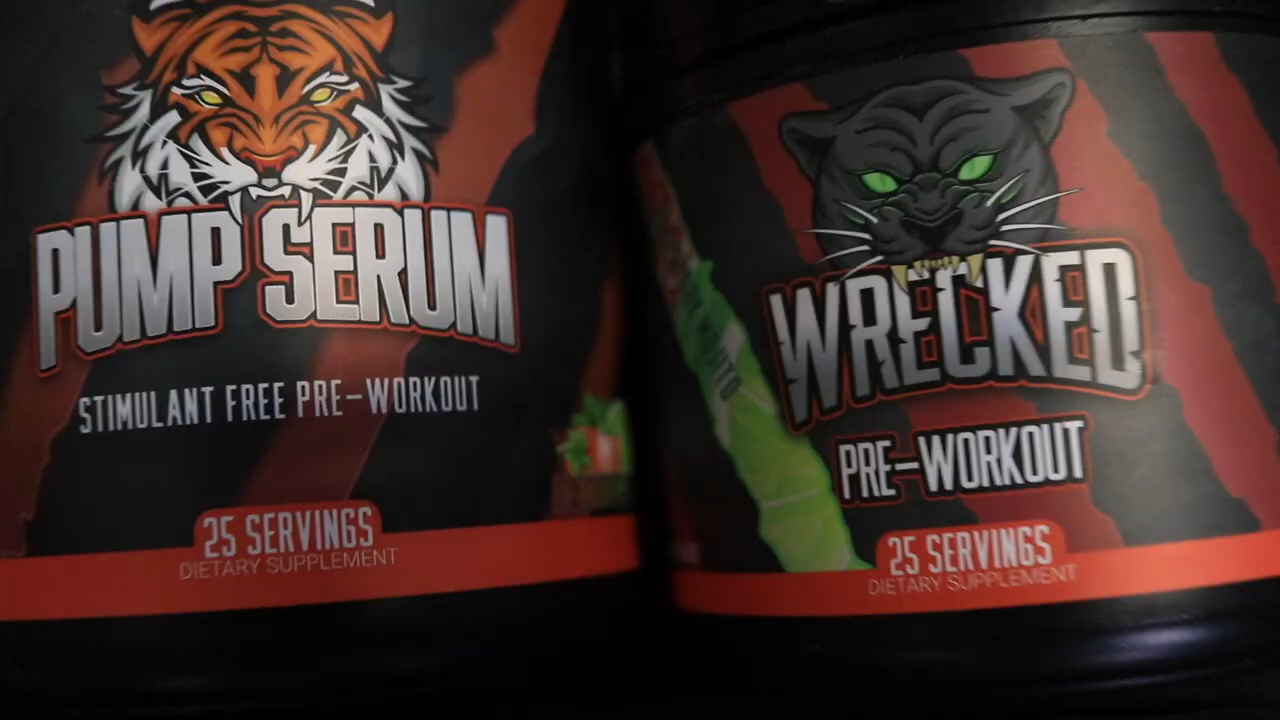 PUMP SERUM
STIMULANT FREE PRE-WORKOUT
25 SERVINGS
DIETARY SUPPLEMENT
WRECKED
PRE-WORKOUT
25 SERVINGS
DIETARY SUPPLEMENT